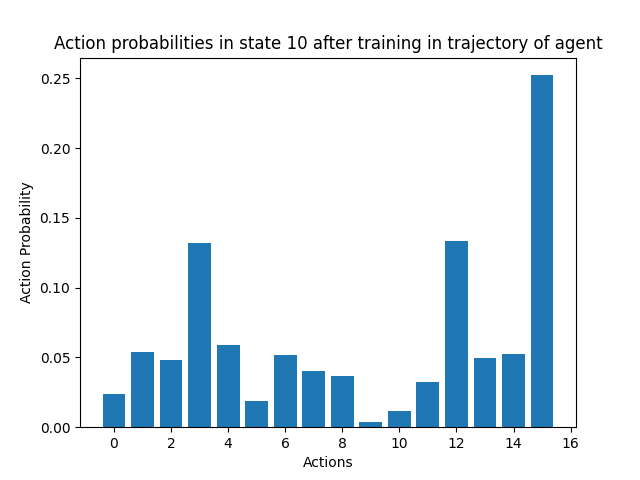 Action probabilities in state 10 after training in trajectory of agent
0.25
0.20
0.15
0.10
0.05
0.00
Action Probability
0 2 4 6 8 10 12 14 16
Actions